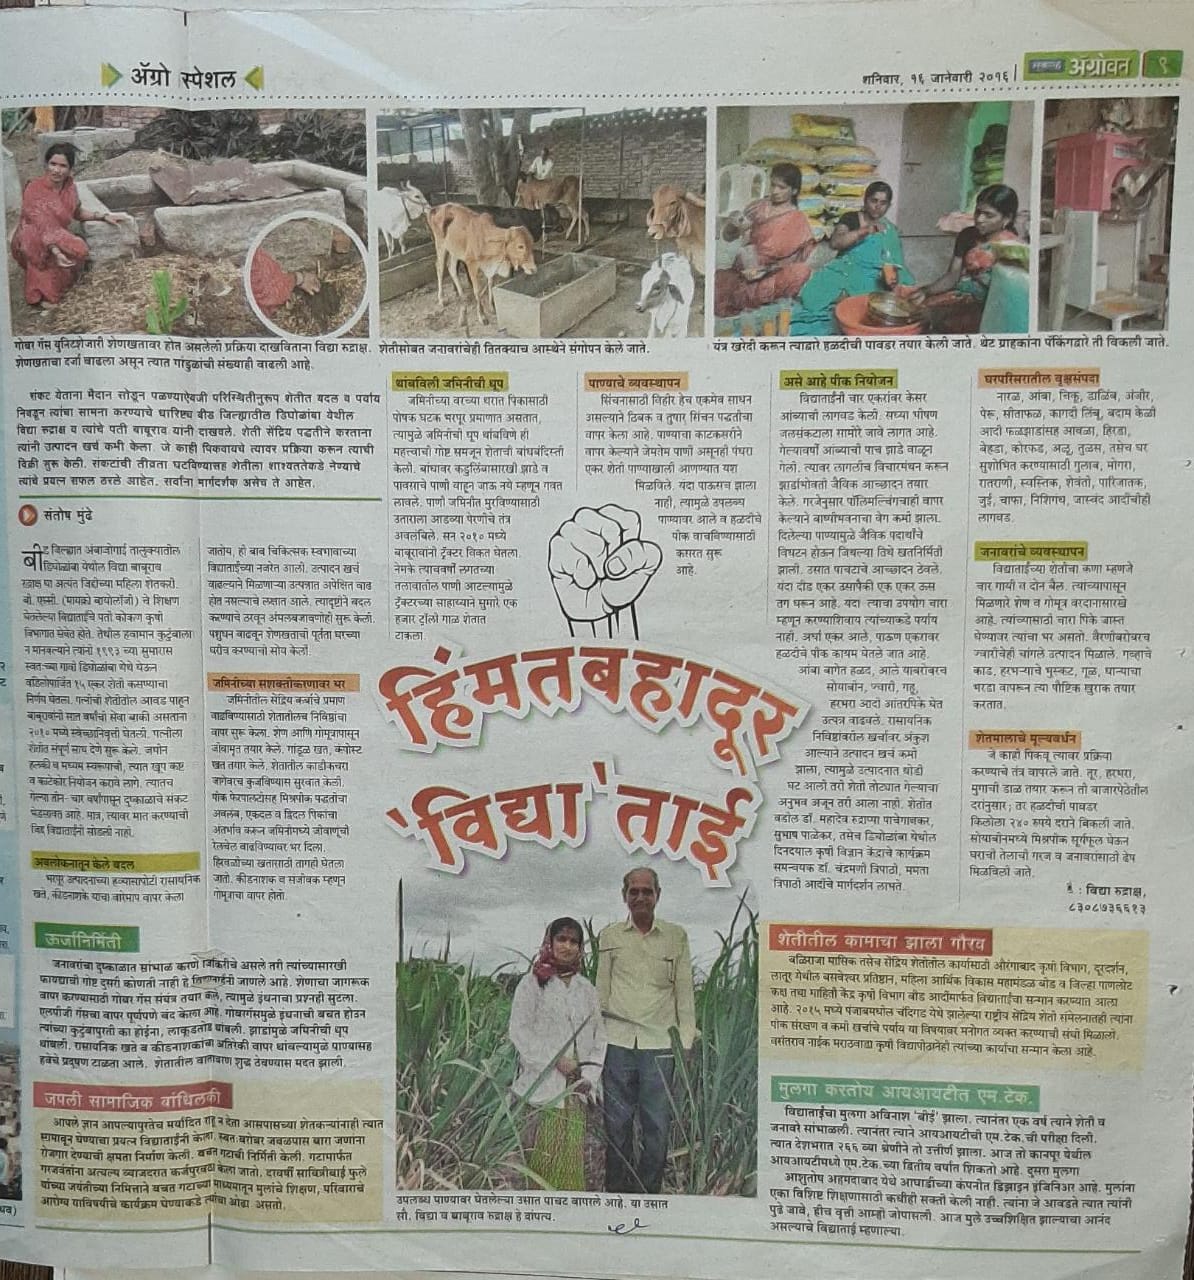 ॲग्रो स्पेशल
शनिवार, १६ जानेवारी २०१६
सकाळ ॲग्रोवन
९
गोबर गॅस युनिटशेजारी शेणखतावर होत असलेली प्रक्रिया दाखविताना विद्या रुद्राक्ष.
शेणखताचा दर्जा वाढला असून त्यात गांडुळांची संख्याही वाढली आहे.
शेतीसोबत जनावरांचेही तितक्याच आस्थेने संगोपन केले जाते.
यंत्र खरेदी करून त्याद्वारे हळदीची पावडर तयार केली जाते. थेट ग्राहकांना पॅकिंगद्वारे ती विकली जाते.
संकट येताना मैदान सोडून पळण्याऐवजी परिस्थितीनुरूप शेतीत बदल व पर्याय
निवडून त्यांचा सामना करण्याचे धारिष्ट्य बीड जिल्ह्यातील डिघोळांबा येथील
विद्या रुद्राक्ष व त्यांचे पती बाबूराव यांनी दाखवले. शेती सेंद्रिय पद्धतीने करताना
त्यांनी उत्पादन खर्च कमी केला. जे काही पिकवायचे त्यावर प्रक्रिया करून त्याची
विक्री सुरू केली. संकटांची तीव्रता घटविण्यासह शेतीला शाश्वततेकडे नेण्याचे
त्यांचे प्रयत्न सफल ठरले आहेत. सर्वांना मार्गदर्शक असेच ते आहेत.
संतोष मुंढे
बीड जिल्ह्यात अंबाजोगाई तालुक्यातील
डिघोळांबा येथील विद्या बाबूराव
रुद्राक्ष या अत्यंत जिद्दीच्या महिला शेतकरी.
बी. एस्सी. (मायक्रो बायोलॉजी) चे शिक्षण
घेतलेल्या विद्याताईंचे पती कोकण कृषी
विभागात सेवेत होते. तेथील हवामान कुटुंबाला
न मानवल्याने त्यांनी १९९३ च्या सुमारास
स्वतःच्या गावी डिघोळांबा येथे येऊन
वडिलोपार्जित १५ एकर शेती कसण्याचा
निर्णय घेतला. पत्नीची शेतीतील आवड पाहून
बाबूरावांनी सात वर्षांची सेवा बाकी असताना
२०१० मध्ये स्वेच्छानिवृत्ती घेतली. पत्नीला
शेतीत संपूर्ण साथ देणे सुरू केले. जमीन
हलकी व मध्यम स्वरूपाची, त्यात खूप कष्ट
व काटेकोर नियोजन करावे लागे. त्यातच
गेल्या तीन- चार वर्षांपासून दुष्काळाचे संकट
घोंगावत आहे. मात्र, त्यावर मात करण्याची
जिद्द विद्याताईंनी सोडली नाही.
अवलोकनातून केले बदल
भरपूर उत्पादनाच्या हव्यासापोटी रासायनिक
खते, कीडनाशके यांचा वारेमाप वापर केला
जातोय, ही बाब चिकित्सक स्वभावाच्या
विद्याताईंच्या नजरेत आली. उत्पादन खर्च
वाढल्याने मिळणाऱ्या उत्पन्नात अपेक्षित वाढ
होत नसल्याचे लक्षात आले. त्यादृष्टीने बदल
करण्याचे ठरवून अंमलबजावणीही सुरू केली.
पशुधन वाढवून शेणखताची पूर्तता घरच्या
घरीच करण्याची सोय केली.
जमिनीच्या सशक्तीकरणावर भर
जमिनीतील सेंद्रिय कर्बाचे प्रमाण
वाढविण्यासाठी शेतातीलच निविष्ठांचा
वापर सुरू केला. शेण आणि गोमूत्रापासून
जीवामृत तयार केले. गांडूळ खत, कंपोस्ट
खत तयार केले. शेतातील काडीकचरा
जागेवरच कुजविण्यास सुरवात केली.
पीक फेरपालटीसह मिश्रपीक पद्धतीचा
अवलंब, एकदल व द्विदल पिकांचा
अंतर्भाव करून जमिनीमध्ये जीवाणूंची
रेलचेल वाढविण्यावर भर दिला.
हिरवळीच्या खतासाठी तागही घेतला
जातो. कीडनाशक व संजीवक म्हणून
गोमूत्राचा वापर होतो.
थांबविली जमिनीची धूप
जमिनीच्या वरच्या थरात पिकासाठी
पोषक घटक भरपूर प्रमाणात असतात,
त्यामुळे जमिनीची धूप थांबविणे ही
महत्त्वाची गोष्ट समजून शेताची बांधबंदिस्ती
केली. बांधावर कडुलिंबासारखी झाडे व
पावसाचे पाणी वाहून जाऊ नये म्हणून गवत
लावले. पाणी जमिनीत मुरविण्यासाठी
उताराला आडव्या पेरणीचे तंत्र
अवलंबिले. सन २०१० मध्ये
बाबूरावांनी ट्रॅक्टर विकत घेतला.
नेमके त्यावर्षी लगतच्या
तलावातील पाणी आटल्यामुळे
ट्रॅक्टरच्या साहाय्याने सुमारे एक
हजार ट्रॉली गाळ शेतात
टाकला.
पाण्याचे व्यवस्थापन
सिंचनासाठी विहीर हेच एकमेव साधन
असल्याने ठिबक व तुषार सिंचन पद्धतीचा
वापर केला आहे. पाण्याचा काटकसरीने
वापर केल्याने जेमतेम पाणी असूनही पंधरा
एकर शेती पाण्याखाली आणण्यात यश
मिळविले. यंदा पाऊसच झाला
नाही, त्यामुळे उपलब्ध
पाण्यावर आले व हळदीचे
पीक वाचविण्यासाठी
कसरत सुरू
आहे.
असे आहे पीक नियोजन
विद्याताईंनी चार एकरांवर केसर
आंब्याची लागवड केली. सध्या भीषण
जलसंकटाला सामोरे जावे लागत आहे.
गेल्यावर्षी आंब्याची पाच झाडे वाळून
गेली. त्यावर लागलीच विचारमंथन करून
झाडांभोवती जैविक आच्छादन तयार
केले. गरजेनुसार पॉलिमल्चिंगचाही वापर
केल्याने बाष्पीभवनाचा वेग कमी झाला.
दिलेल्या पाण्यामुळे जैविक पदार्थांचे
विघटन होऊन जिथल्या तिथे खतनिर्मिती
झाली. उसात पाचटाचे आच्छादन ठेवले.
यंदा दीड एकर उसापैकी एक एकर ऊस
तग धरून आहे. यंदा त्याचा उपयोग चारा
म्हणून करण्याशिवाय त्यांच्याकडे पर्याय
नाही. अर्धा एकर आले, पाऊण एकरावर
हळदीचे पीक कायम घेतले जात आहे.
आंबा बागेत हळद, आले याबरोबरच
सोयाबीन, ज्वारी, गहू,
हरभरा आदी आंतरपिके घेत
उत्पन्न वाढवले. रासायनिक
निविष्ठांवरील खर्चावर अंकुश
आल्याने उत्पादन खर्च कमी
झाला, त्यामुळे उत्पादनात थोडी
घट आली तरी शेती तोट्यात गेल्याचा
अनुभव अजून तरी आला नाही. शेतीत
वडील डॉ. महादेव रुद्राप्पा पाचेगावकर,
सुभाष पाळेकर, तसेच डिघोळांबा येथील
दिनदयाल कृषी विज्ञान केंद्राचे कार्यक्रम
समन्वयक डॉ. चंद्रमणी त्रिपाठी, ममता
त्रिपाठी आदींचे मार्गदर्शन लाभते.
घरपरिसरातील वृक्षसंपदा
नारळ, आंबा, चिकू, डाळिंब, अंजीर,
पेरू, सीताफळ, कागदी लिंबू, बदाम केळी
आदी फळझाडांसह आवळा, हिरडा,
बेहडा, कोरफड, अळू, तुळस, तसेच घर
सुशोभित करण्यासाठी गुलाब, मोगरा,
रातराणी, स्वस्तिक, शेवंती, पारिजातक,
जुई, चाफा, निशिगंध, जास्वंद आदींचीही
लागवड.
जनावरांचे व्यवस्थापन
विद्याताईंच्या शेतीचा कणा म्हणजे
चार गायी व दोन बैल. त्यांच्यापासून
मिळणारे शेण व गोमूत्र वरदानासारखे
आहे. त्यांच्यासाठी चारा पिके जास्त
घेण्यावर त्यांचा भर असतो. वैरणीबरोबरच
ज्वारीचेही चांगले उत्पादन मिळाले. गव्हाचे
काड, हरभऱ्याचे भुस्कट, गूळ, धान्याचा
भरडा वापरून त्या पौष्टिक खुराक तयार
करतात.
शेतमालाचे मूल्यवर्धन
जे काही पिकवू त्यावर प्रक्रिया
करण्याचे तंत्र वापरले जाते. तूर, हरभरा,
मुगाची डाळ तयार करून ती बाजारपेठेतील
दरांनुसार; तर हळदीची पावडर
किलोला २४० रुपये दराने विकली जाते.
सोयाबीनमध्ये मिश्रपीक सूर्यफूल घेऊन
घराची तेलाची गरज व जनावरांसाठी ढेप
मिळविली जाते.
: विद्या रुद्राक्ष,
८३०८७३६६१३
हिंमतबहादूर
'विद्या'ताई
उपलब्ध पाण्यावर घेतलेल्या उसात पाचट वापरले आहे. या उसात
सौ. विद्या व बाबूराव रुद्राक्ष हे दांपत्य.
ऊर्जानिर्मिती
जनावरांचा दुष्काळात सांभाळ करणे जिकिरीचे असले तरी त्यांच्यासारखी
फायद्याची गोष्ट दुसरी कोणती नाही हे विद्याताईंनी जाणले आहे. शेणाचा जागरूक
वापर करण्यासाठी गोबर गॅस संयंत्र तयार केले, त्यामुळे इंधनाचा प्रश्नही सुटला.
एलपीजी गॅसचा वापर पूर्णपणे बंद केला आहे. गोबरगॅसमुळे इंधनाची बचत होऊन
त्यांच्या कुटुंबापुरती का होईना, लाकूडतोड थांबली. झाडांमुळे जमिनीची धूप
थांबली. रासायनिक खते व कीडनाशकांचा अतिरेकी वापर थांबल्यामुळे पाण्यासह
हवेचे प्रदूषण टाळता आले. शेतातील वातावरण शुद्ध ठेवण्यास मदत झाली.
जपली सामाजिक बांधिलकी
आपले ज्ञान आपल्यापुरतेच मर्यादित राहू न देता आसपासच्या शेतकऱ्यांनाही त्यात
सामावून घेण्याचा प्रयत्न विद्याताईंनी केला. स्वतःबरोबर जवळपास बारा जणांना
रोजगार देण्याची क्षमता निर्माण केली. बचत गटाची निर्मिती केली. गटामार्फत
गरजवंतांना अत्यल्प व्याजदरात कर्जपुरवठा केला जातो. दरवर्षी सावित्रीबाई फुले
यांच्या जयंतीच्या निमित्ताने बचत गटाच्या माध्यमातून मुलांचे शिक्षण, परिवाराचे
आरोग्य याविषयीचे कार्यक्रम घेण्याकडे त्यांचा ओढा असतो.
शेतीतील कामाचा झाला गौरव
बळिराजा मासिक तसेच सेंद्रिय शेतीतील कार्यासाठी औरंगाबाद कृषी विभाग, दूरदर्शन,
लातूर येथील बसवेश्वर प्रतिष्ठान, महिला आर्थिक विकास महामंडळ बीड व जिल्हा पाणलोट
कक्ष तथा माहिती केंद्र कृषी विभाग बीड आदींमार्फत विद्याताईंचा सन्मान करण्यात आला
आहे. २०१५ मध्ये पंजाबमधील चंदिगड येथे झालेल्या राष्ट्रीय सेंद्रिय शेती संमेलनातही त्यांना
पीक संरक्षण व कमी खर्चाचे पर्याय या विषयावर मनोगत व्यक्त करण्याची संधी मिळाली.
वसंतराव नाईक मराठवाडा कृषी विद्यापीठानेही त्यांच्या कार्याचा सन्मान केला आहे.
मुलगा करतोय आयआयटीत एम.टेक.
विद्याताईंचा मुलगा अविनाश 'बीई' झाला. त्यानंतर एक वर्ष त्याने शेती व
जनावरे सांभाळली. त्यानंतर त्याने आयआयटीची एम.टेक.ची परीक्षा दिली.
त्यात देशभरात २६६ व्या श्रेणीने तो उत्तीर्ण झाला. आज तो कानपूर येथील
आयआयटीमध्ये एम.टेक.च्या द्वितीय वर्षात शिकतो आहे. दुसरा मुलगा
आशुतोष अहमदाबाद येथे आघाडीच्या कंपनीत डिझाइन इंजिनिअर आहे. मुलांना
एका विशिष्ट शिक्षणासाठी कधीही सक्ती केली नाही. त्यांना जे आवडते त्यात त्यांनी
पुढे जावे, हीच वृत्ती आम्ही जोपासली. आज मुले उच्चशिक्षित झाल्याचा आनंद
असल्याचे विद्याताई म्हणाल्या.